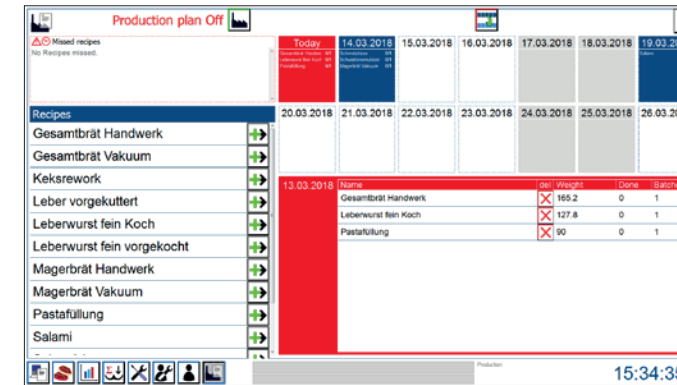 Production plan Off
Missed recipes
No Recipes missed.
Today 14.03.2018 15.03.2018 16.03.2018 17.03.2018 18.03.2018 19.03.20
Recipes
20.03.2018 21.03.2018 22.03.2018 23.03.2018 24.03.2018 25.03.2018 26.03.20
Gesamtbrät Handwerk
Gesamtbrät Vakuum
Keksrework
Leber vorgekuttert
Leberwurst fein Koch
Leberwurst fein vorgekocht
Magerbrät Handwerk
Magerbrät Vakuum
Pastafüllung
Salami
13.03.2018 Name del Weight Done Batche
Gesamtbrät Handwerk 165.2 0 1
Leberwurst fein Koch 127.8 0 1
Pastafüllung 90 0 1
Production
15:34:35